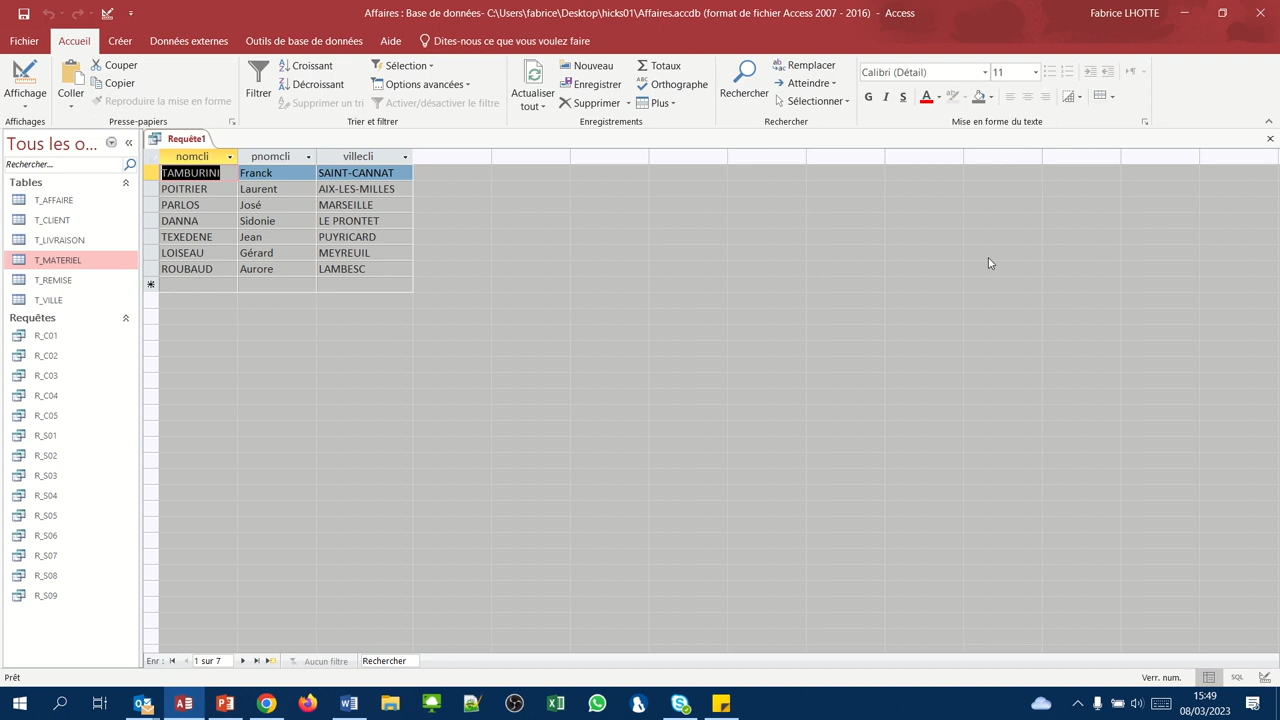 Affaires : Base de données- C:\Users\fabrice\Desktop\hicks01\Affaires.accdb (format de fichier Access 2007 - 2016) - Access
Fabrice LHOTTE
Fichier Accueil Créer Données externes Outils de base de données Aide Dites-nous ce que vous voulez faire
Affichage
Affichages
Coller
Couper
Copier
Reproduire la mise en forme
Presse-papiers
Filtrer
Croissant
Décroissant
Supprimer un tri
Sélection
Options avancées
Activer/désactiver le filtre
Trier et filtrer
Actualiser
tout
Nouveau
Enregistrer
Supprimer
Totaux
Orthographe
Plus
Enregistrements
Rechercher
Remplacer
Atteindre
Sélectionner
Rechercher
Calibri (Détail) 11
G I S A
Mise en forme du texte
Tous les o...
Rechercher...
Tables
T_AFFAIRE
T_CLIENT
T_LIVRAISON
T_MATERIEL
T_REMISE
T_VILLE
Requêtes
R_C01
R_C02
R_C03
R_C04
R_C05
R_S01
R_S02
R_S03
R_S04
R_S05
R_S06
R_S07
R_S08
R_S09
Requête1
nomcli pnomcli villecli
TAMBURINI Franck SAINT-CANNAT
POITRIER Laurent AIX-LES-MILLES
PARLOS José MARSEILLE
DANNA Sidonie LE PRONTET
TEXEDENE Jean PUYRICARD
LOISEAU Gérard MEYREUIL
ROUBAUD Aurore LAMBESC
Enr : 1 sur 7 Aucun filtre Rechercher
Prêt
Verr. num.
SQL
15:49
08/03/2023